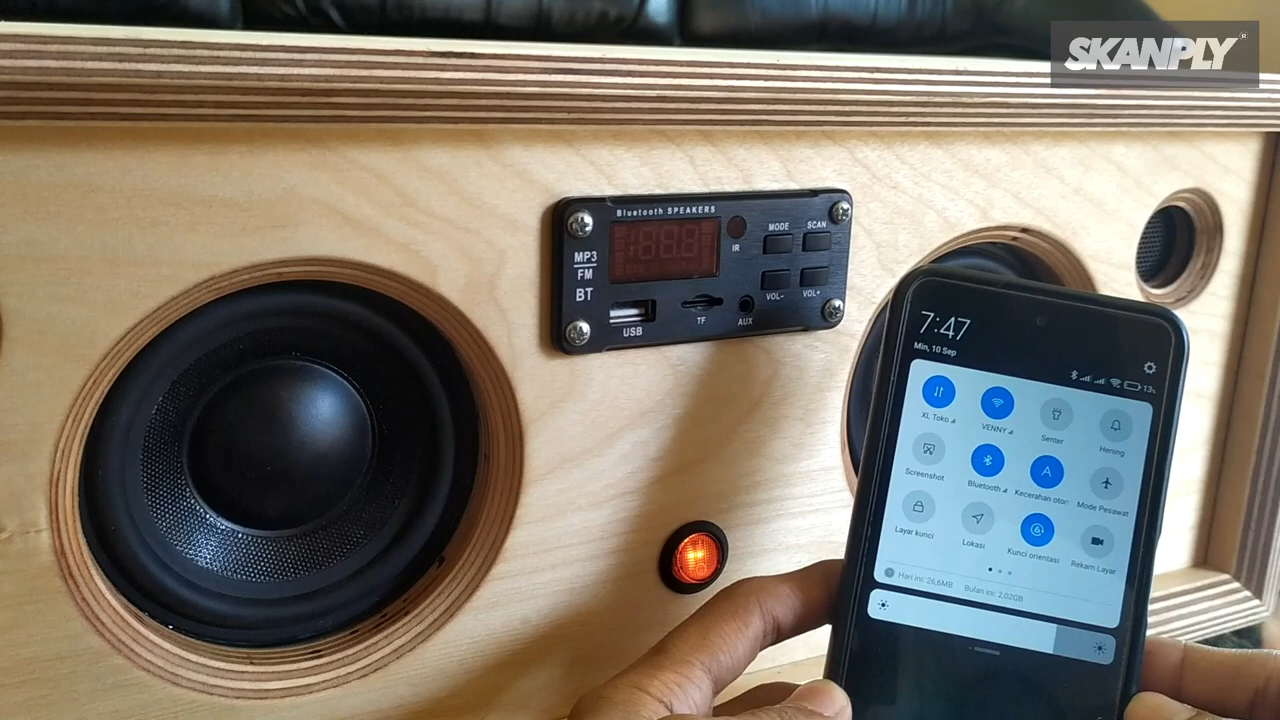 SKANPLY
Bluetooth SPEAKERS
MODE
SCAN
IR
MP3
FM
BT
VOL-
VOL+
USB
TF
AUX
7:47
Min, 10 Sep
13%
XL Toko
VENNY
Senter
Hening
Screenshot
Bluetooth
Kecerahan oto
Mode Pesawat
Layar kunci
Lokasi
Kunci orientasi
Rekam Layar
Hari ini: 26,6MB
Bulan ini: 2,02GB